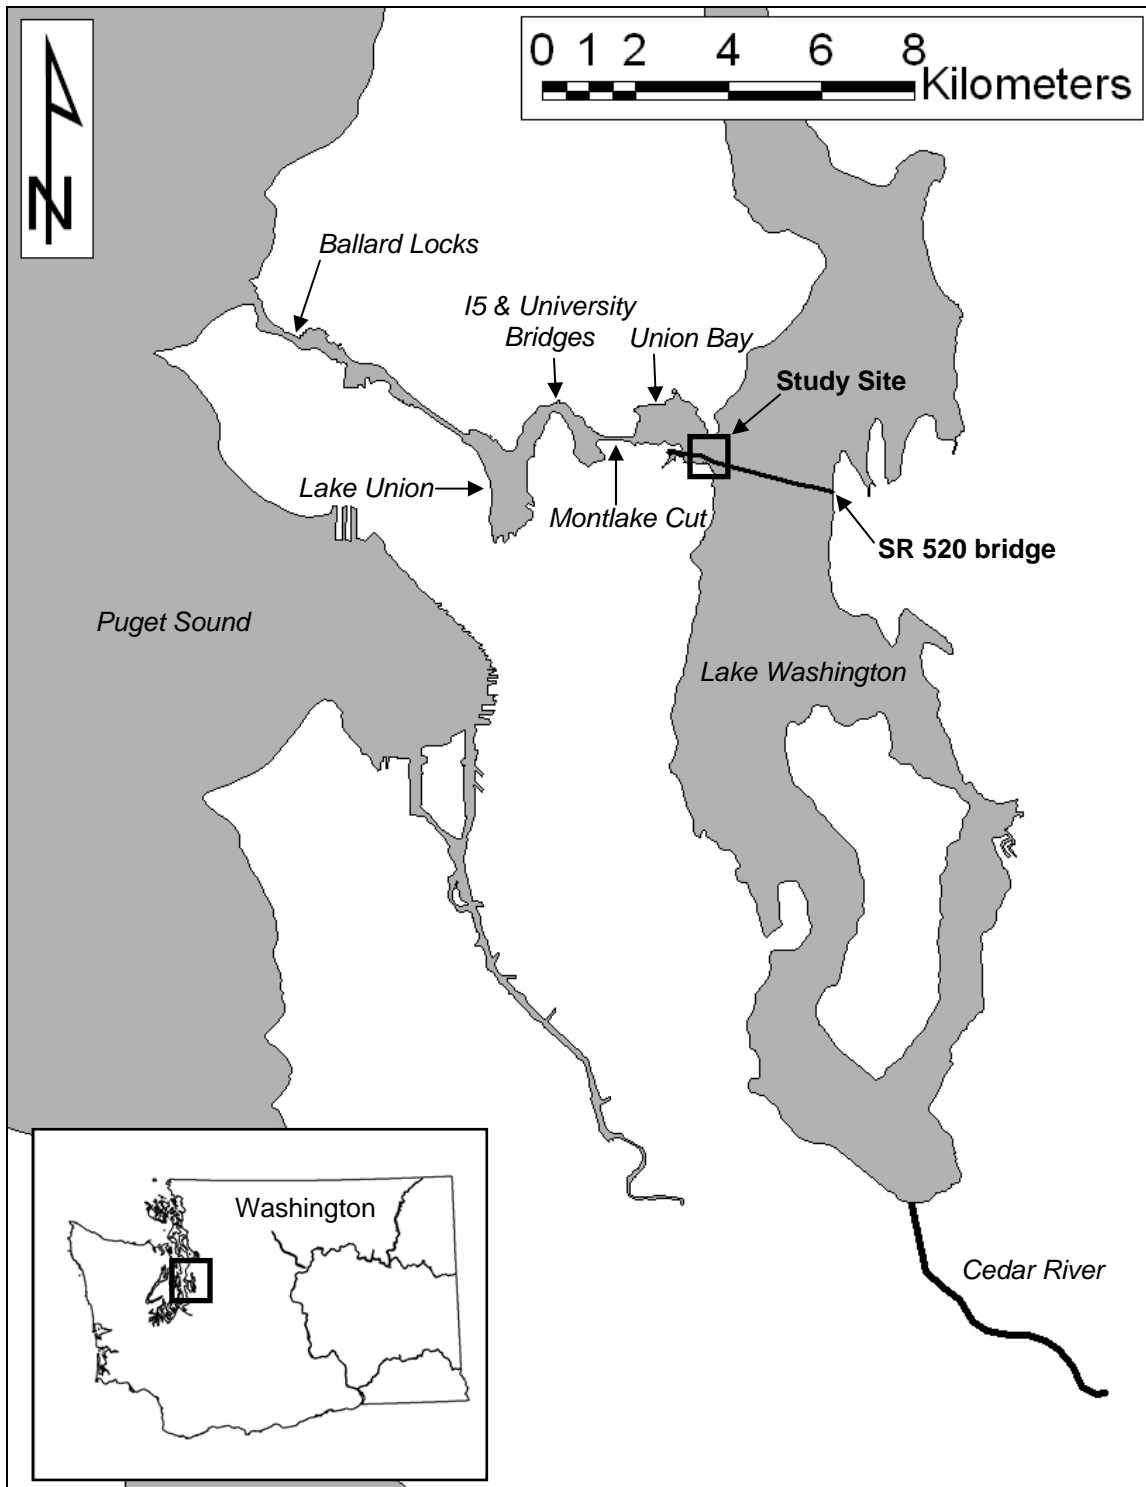 0 1 2 4 6 8
Kilometers
N
Ballard Locks
I5 & University
Bridges
Union Bay
Study Site
Lake Union
Montlake Cut
SR 520 bridge
Puget Sound
Lake Washington
Washington
Cedar River